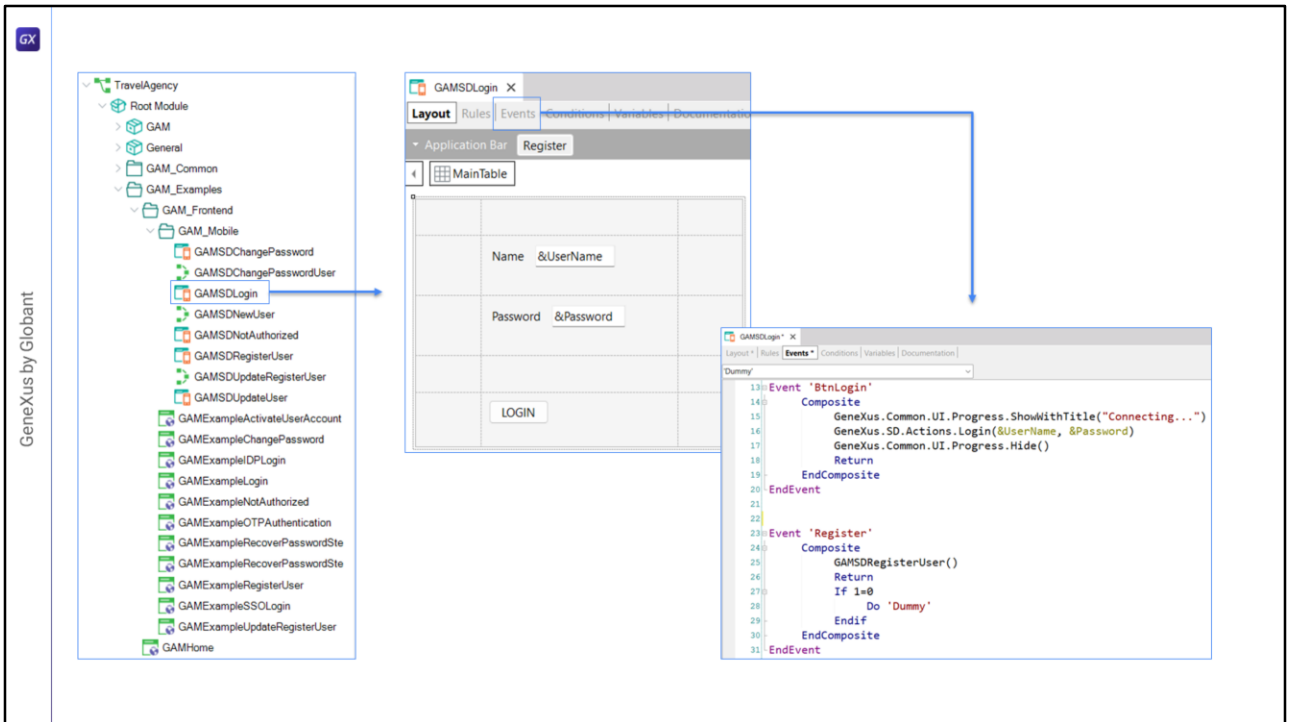 GX
GeneXus by Globant
TravelAgency
Root Module
GAM
General
GAM_Common
GAM_Examples
GAM_Frontend
GAM_Mobile
GAMSDChangePassword
GAMSDChangePasswordUser
GAMSDLogin
GAMSDNewUser
GAMSDNotAuthorized
GAMSDRegisterUser
GAMSDUpdateRegisterUser
GAMSDUpdateUser
GAMExampleActivateUserAccount
GAMExampleChangePassword
GAMExampleIDPLogin
GAMExampleLogin
GAMExampleNotAuthorized
GAMExampleOTPAuthentication
GAMExampleRecoverPasswordSte
GAMExampleRecoverPasswordSte
GAMExampleRegisterUser
GAMExampleSSOLogin
GAMExampleUpdateRegisterUser
GAMHome
GAMSDLogin X
Layout Rules Events Conditions Variables Documentatio
Application Bar Register
MainTable
Name &UserName
Password &Password
LOGIN
GAMSDLogin * X
Layout * Rules Events * Conditions Variables Documentation
'Dummy'
13 Event 'BtnLogin'
14 Composite
15 GeneXus.Common.UI.Progress.ShowWithTitle("Connecting...")
16 GeneXus.SD.Actions.Login(&UserName, &Password)
17 GeneXus.Common.UI.Progress.Hide()
18 Return
19 EndComposite
20 EndEvent
21
22
23 Event 'Register'
24 Composite
25 GAMSDRegisterUser()
26 Return
27 If 1=0
28 Do 'Dummy'
29 Endif
30 EndComposite
31 EndEvent